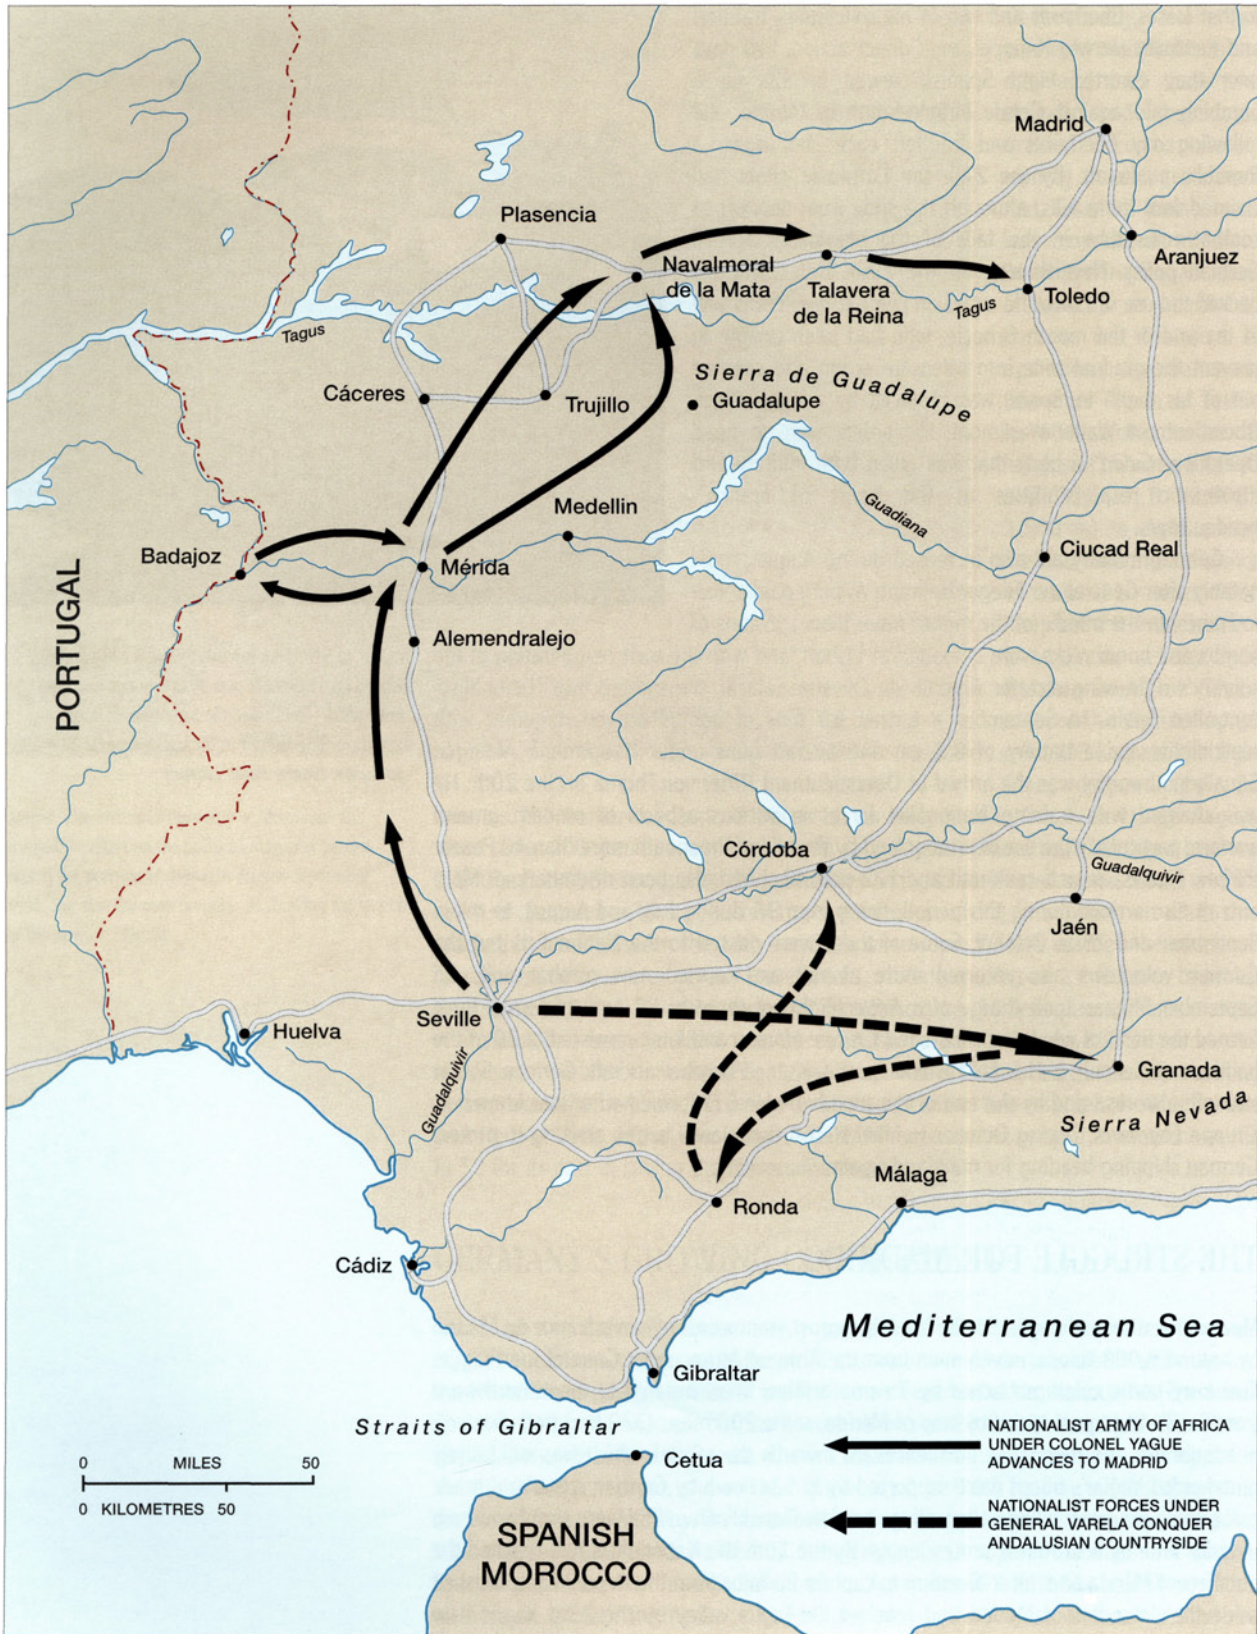 Madrid
Plasencia
Aranjuez
Navalmoral
de la Mata
Talavera
de la Reina
Tagus
Toledo
Tagus
Sierra de Guadalupe
Cáceres
Trujillo
Guadalupe
Medellin
Guadiana
Ciucad Real
Badajoz
Mérida
PORTUGAL
Alemendralejo
Córdoba
Guadalquivir
Jaén
Seville
Huelva
Guadalquivir
Granada
Sierra Nevada
Ronda
Málaga
Cádiz
Mediterranean Sea
Gibraltar
Straits of Gibraltar
Cetua
0 MILES 50
0 KILOMETRES 50
SPANISH
MOROCCO
NATIONALIST ARMY OF AFRICA
UNDER COLONEL YAGUE
ADVANCES TO MADRID
NATIONALIST FORCES UNDER
GENERAL VARELA CONQUER
ANDALUSIAN COUNTRYSIDE